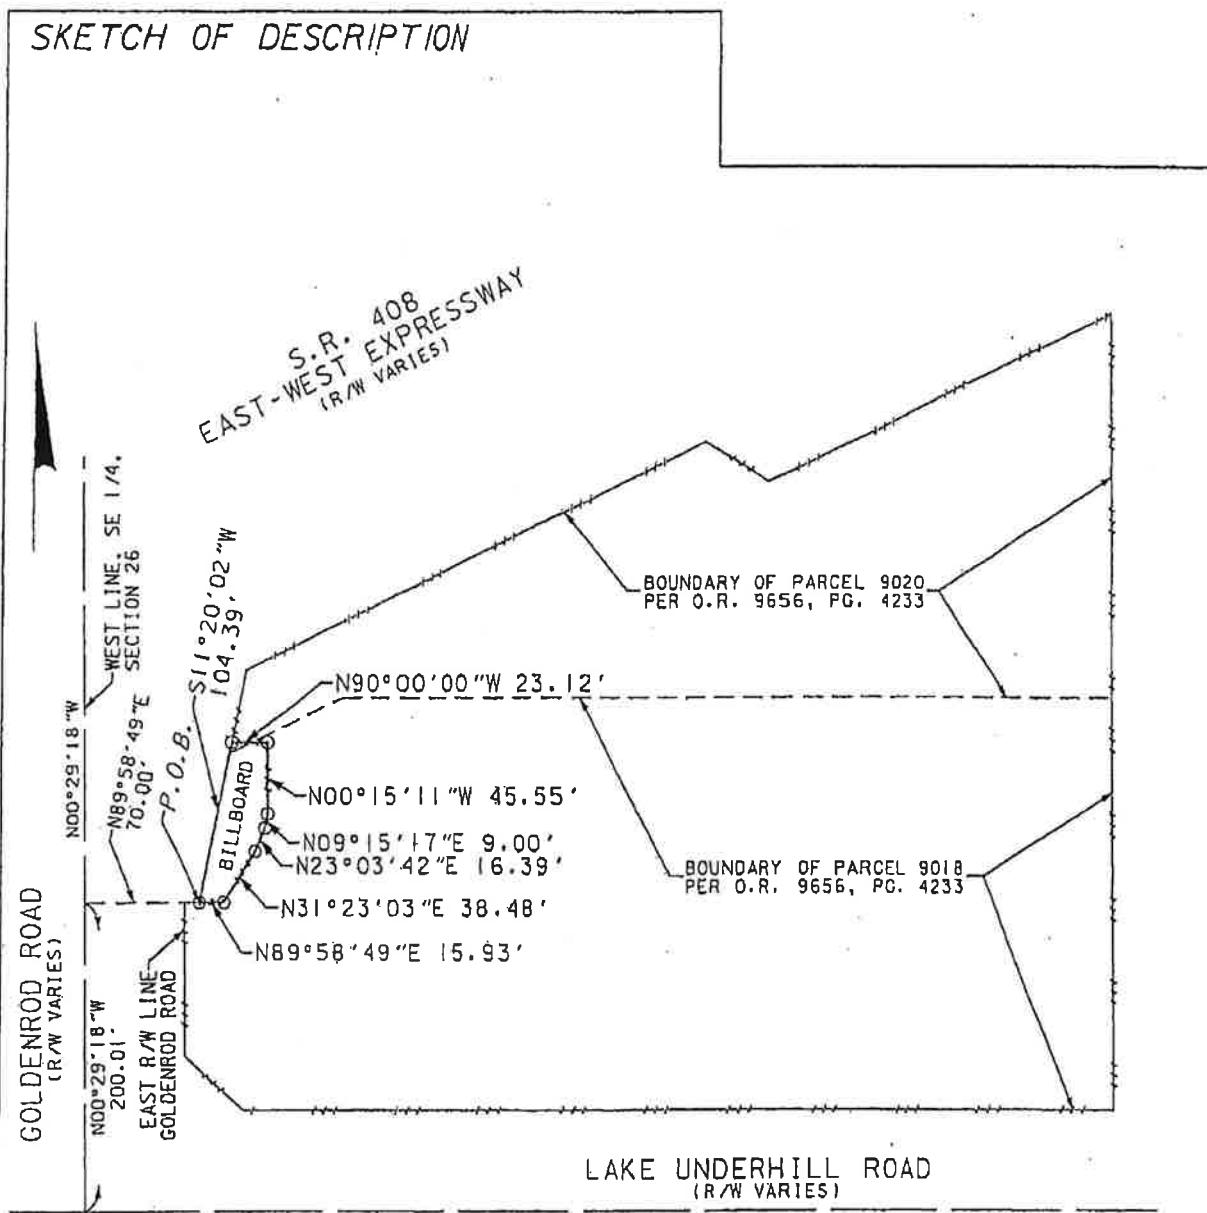 SKETCH OF DESCRIPTION
S.R. 408
EAST-WEST EXPRESSWAY
(R/W VARIES)
WEST LINE, SE 1/4,
SECTION 26
N00°29'18"W
N89°58'49"E
70.00'
P.O.B.
S11°20'02"W
104.39'
BOUNDARY OF PARCEL 9020
PER O.R. 9656, PG. 4233
N90°00'00"W 23.12'
BILLBOARD
N00°15'11"W 45.55'
N09°15'17"E 9.00'
N23°03'42"E 16.39'
N31°23'03"E 38.48'
N89°58'49"E 15.93'
BOUNDARY OF PARCEL 9018
PER O.R. 9656, PG. 4233
GOLDENROD ROAD
(R/W VARIES)
N00°29'18"W
200.01'
EAST R/W LINE
GOLDENROD ROAD
LAKE UNDERHILL ROAD
(R/W VARIES)